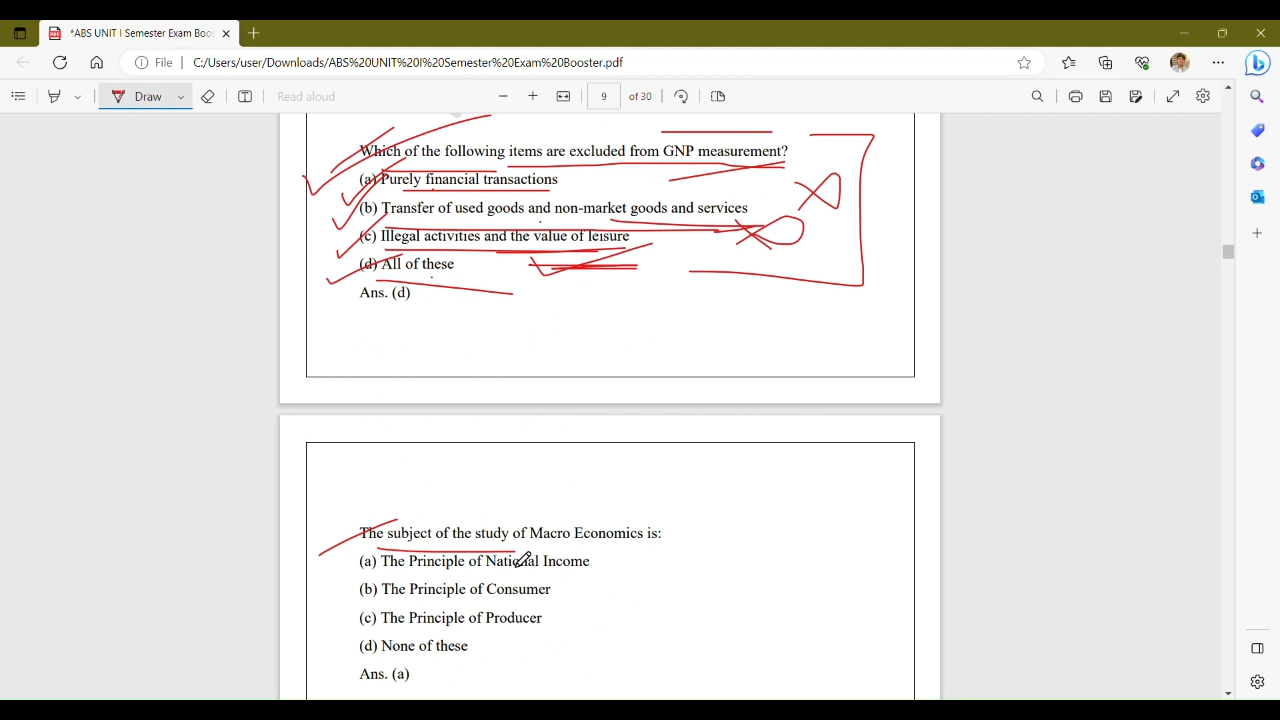 *ABS UNIT I Semester Exam Boo
File
C:/Users/user/Downloads/ABS%20UNIT%20I%20Semester%20Exam%20Booster.pdf
Draw
Read aloud
9
of 30
Which of the following items are excluded from GNP measurement?
(a) Purely financial transactions
(b) Transfer of used goods and non-market goods and services
(c) Illegal activities and the value of leisure
(d) All of these
Ans. (d)
The subject of the study of Macro Economics is:
(a) The Principle of National Income
(b) The Principle of Consumer
(c) The Principle of Producer
(d) None of these
Ans. (a)